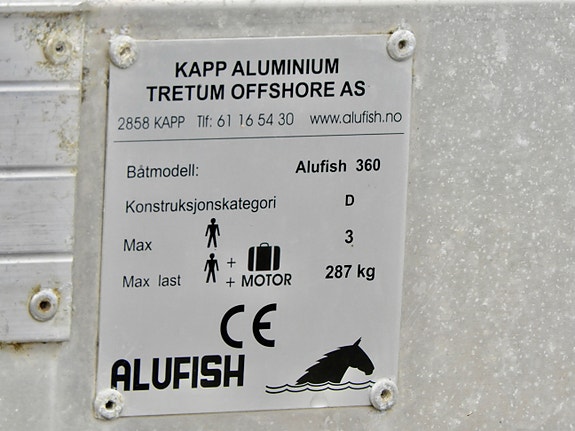 KAPP ALUMINIUM
TRETUM OFFSHORE AS
2858 KAPP Tlf: 61 16 54 30 www.alufish.no
Båtmodell: Alufish 360
Konstruksjonskategori D
Max 3
Max last + + MOTOR 287 kg
CE
ALUFISH